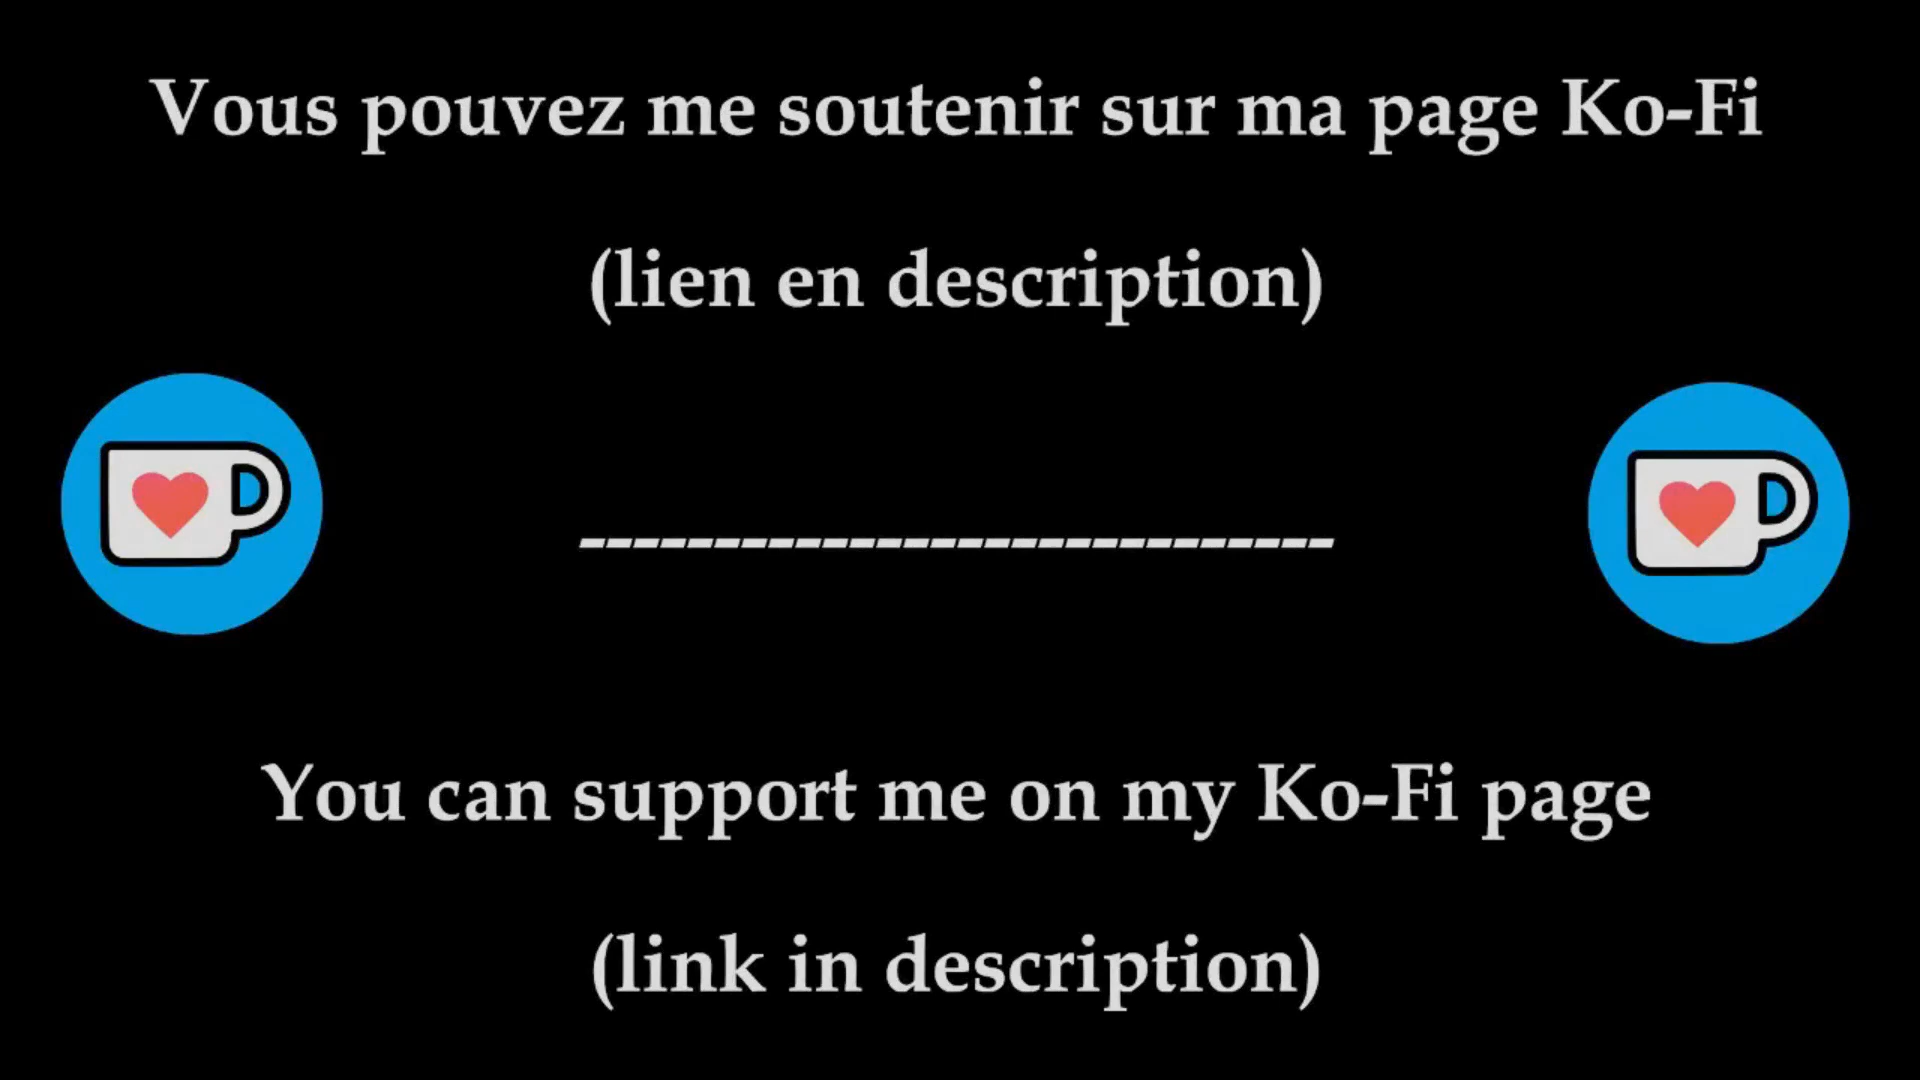 Vous pouvez me soutenir sur ma page Ko-Fi
(lien en description)
----------------------------
You can support me on my Ko-Fi page
(link in description)